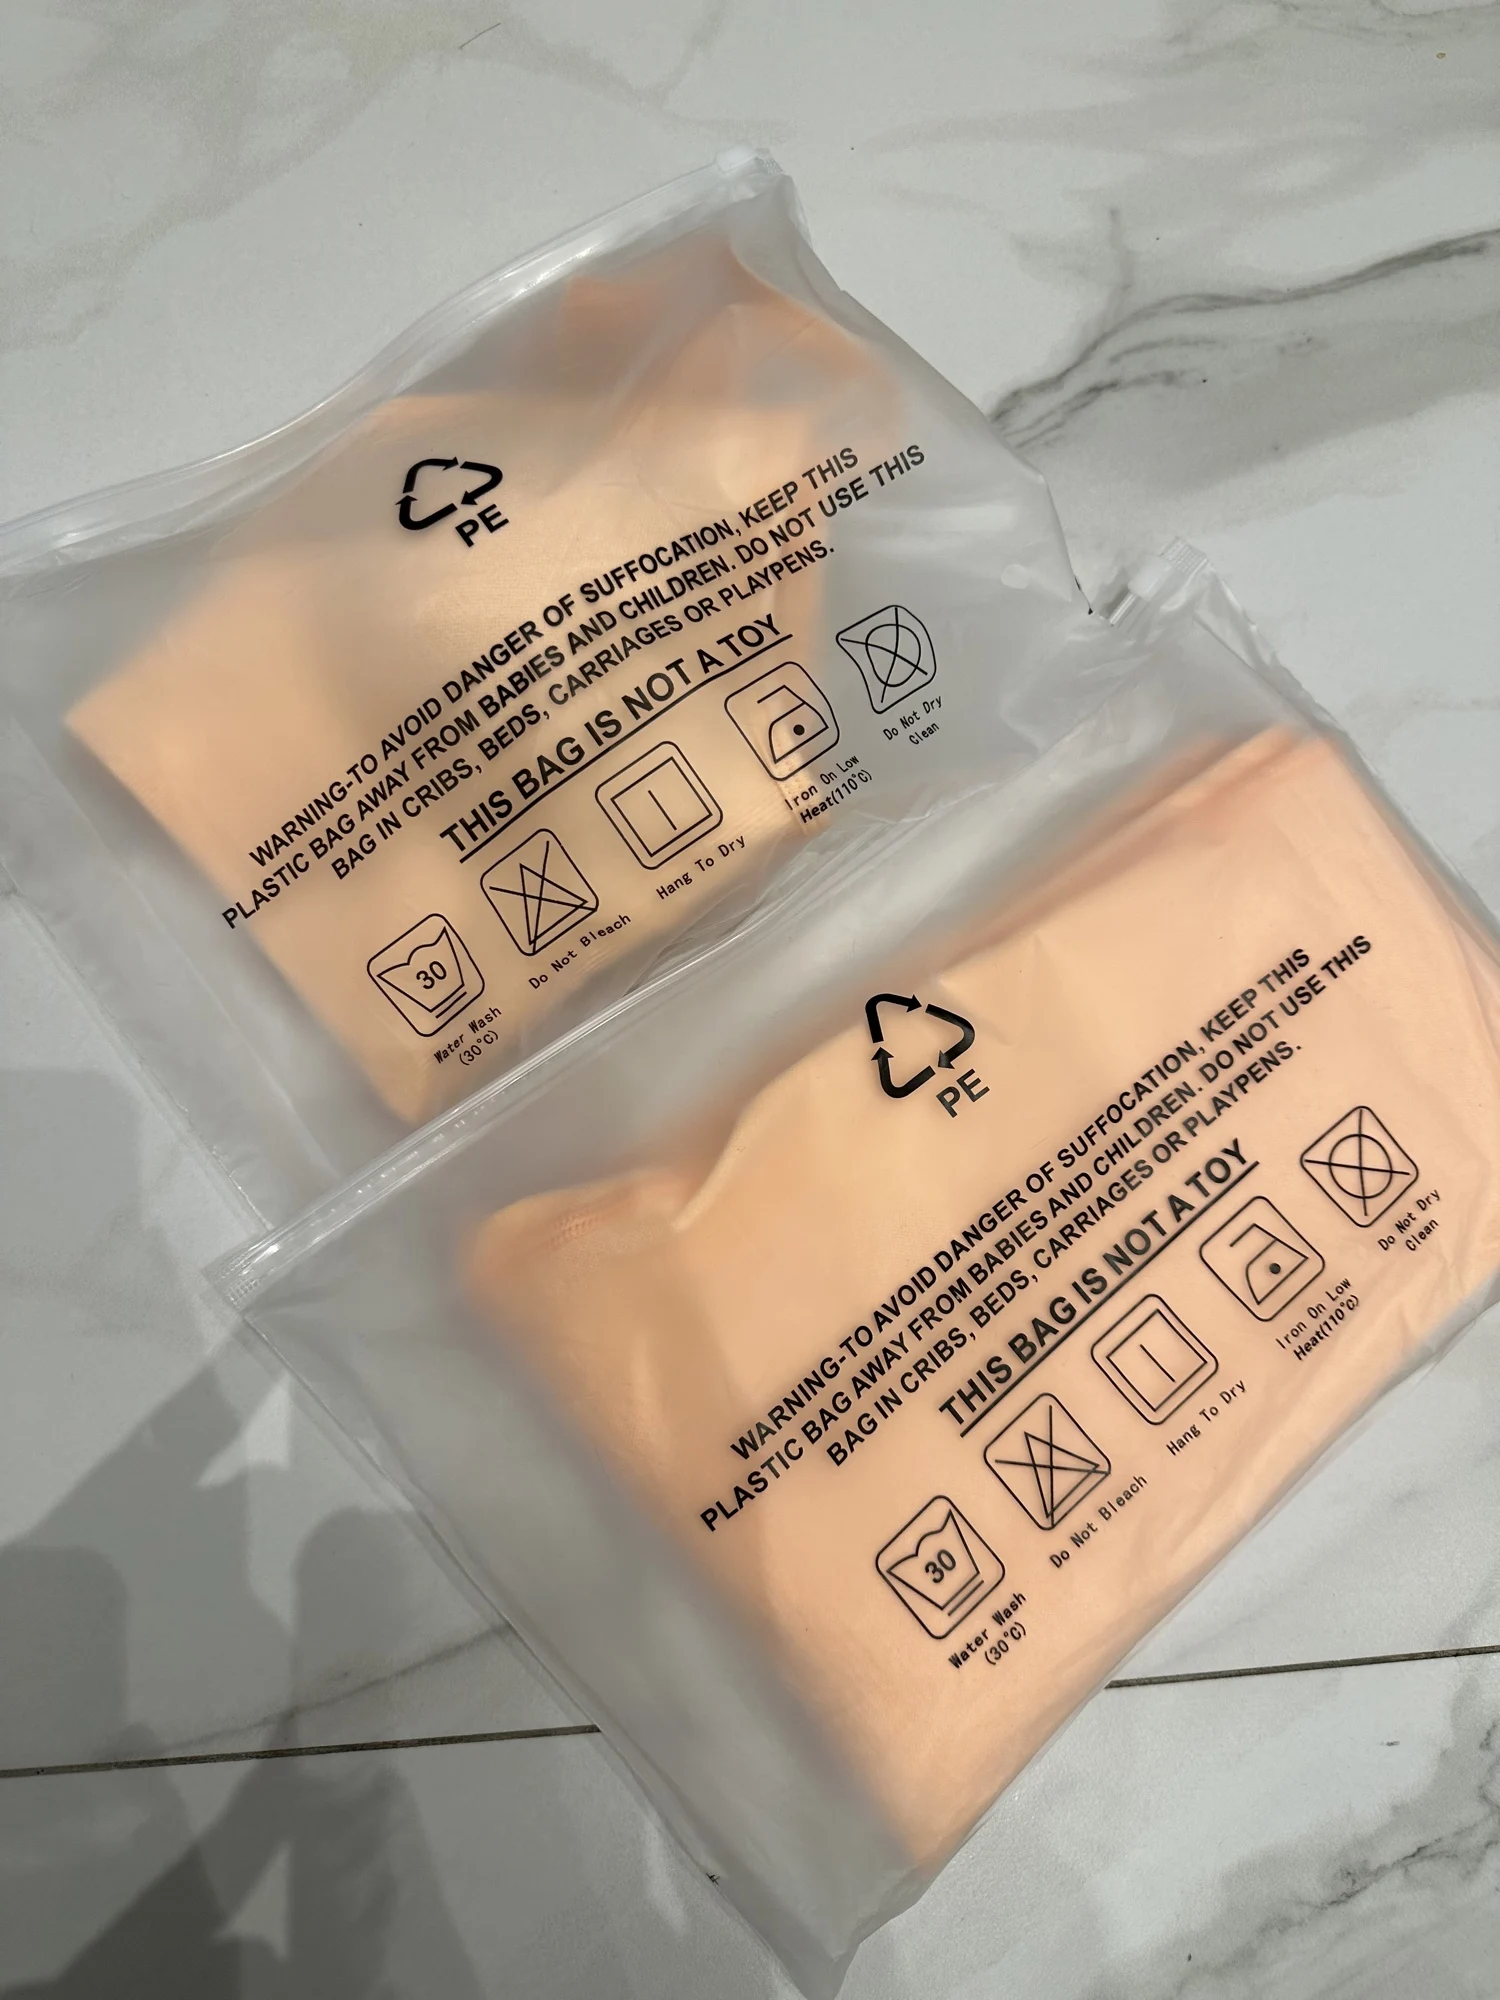 PE
WARNING-TO AVOID DANGER OF SUFFOCATION, KEEP THIS
PLASTIC BAG AWAY FROM BABIES AND CHILDREN. DO NOT USE THIS
BAG IN CRIBS, BEDS, CARRIAGES OR PLAYPENS.
THIS BAG IS NOT A TOY
30
Water Wash
(30°C)
Do Not Bleach
Hang To Dry
Iron On Low
Heat(110°C)
Do Not Dry
Clean
PE
WARNING-TO AVOID DANGER OF SUFFOCATION, KEEP THIS
PLASTIC BAG AWAY FROM BABIES AND CHILDREN. DO NOT USE THIS
BAG IN CRIBS, BEDS, CARRIAGES OR PLAYPENS.
THIS BAG IS NOT A TOY
30
Water Wash
(30°C)
Do Not Bleach
Hang To Dry
Iron On Low
Heat(110°C)
Do Not Dry
Clean